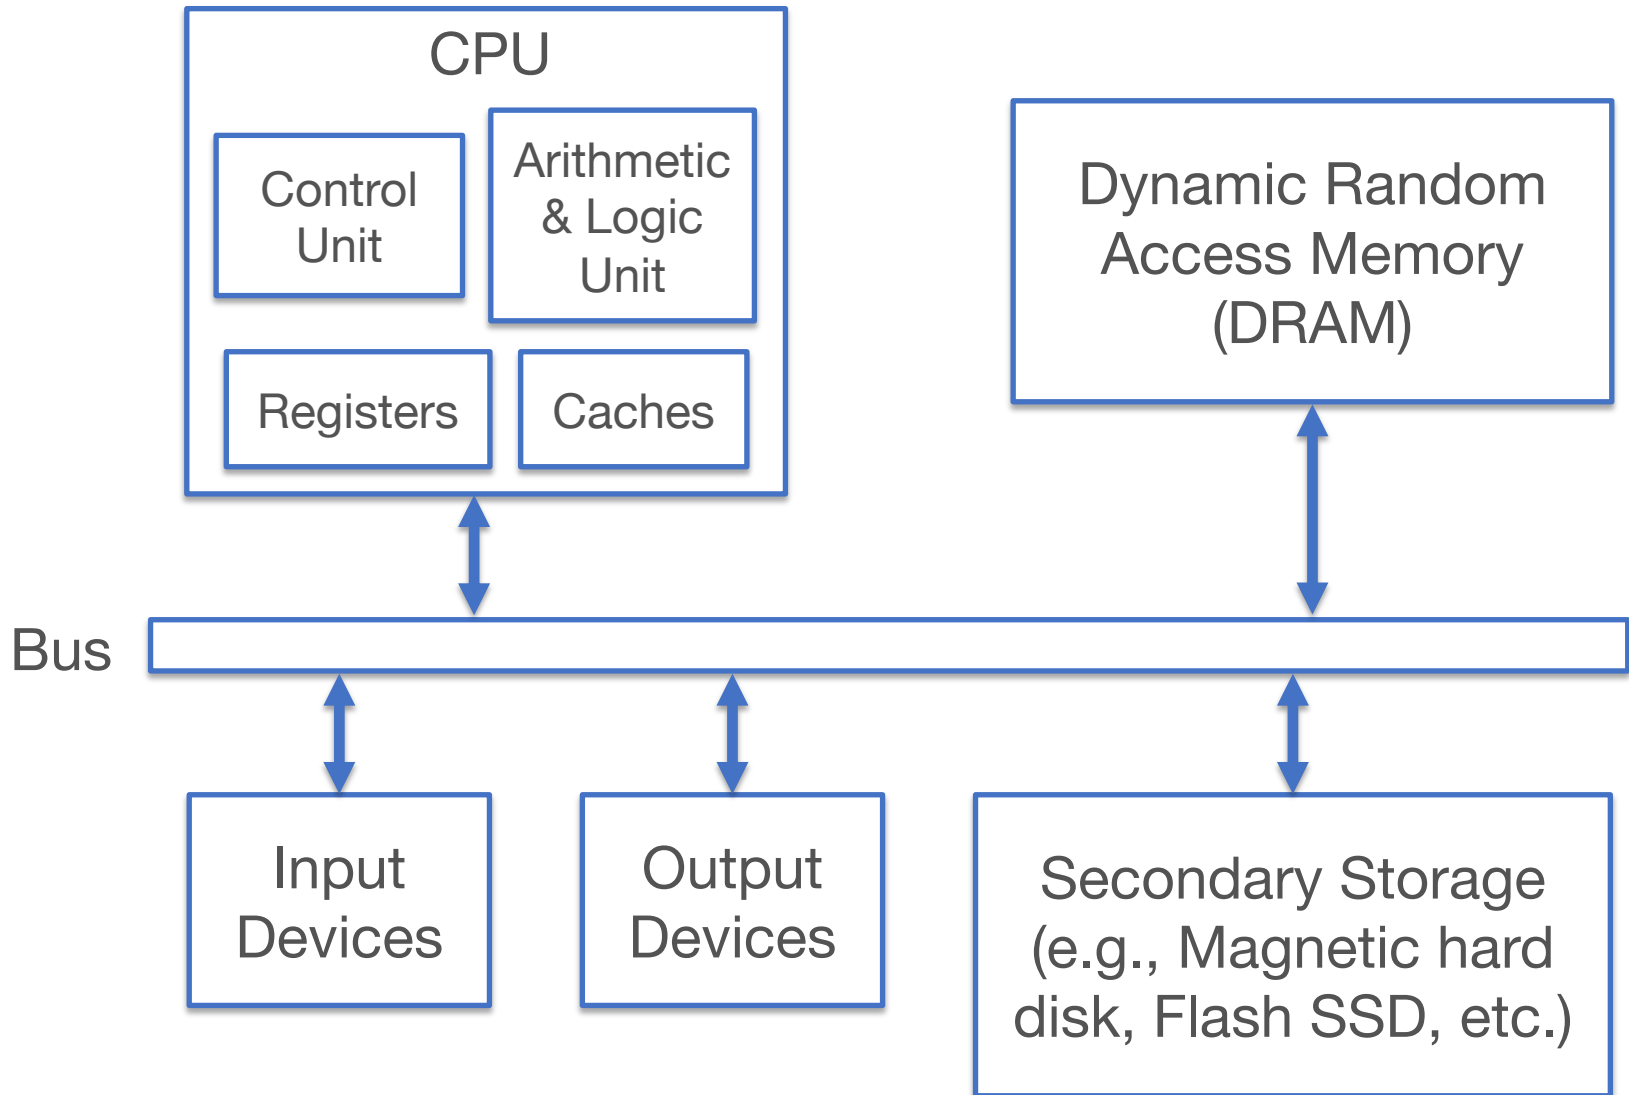 CPU
Control
Unit
Arithmetic
& Logic
Unit
Registers
Caches
Dynamic Random
Access Memory
(DRAM)
Bus
Input
Devices
Output
Devices
Secondary Storage
(e.g., Magnetic hard
disk, Flash SSD, etc.)